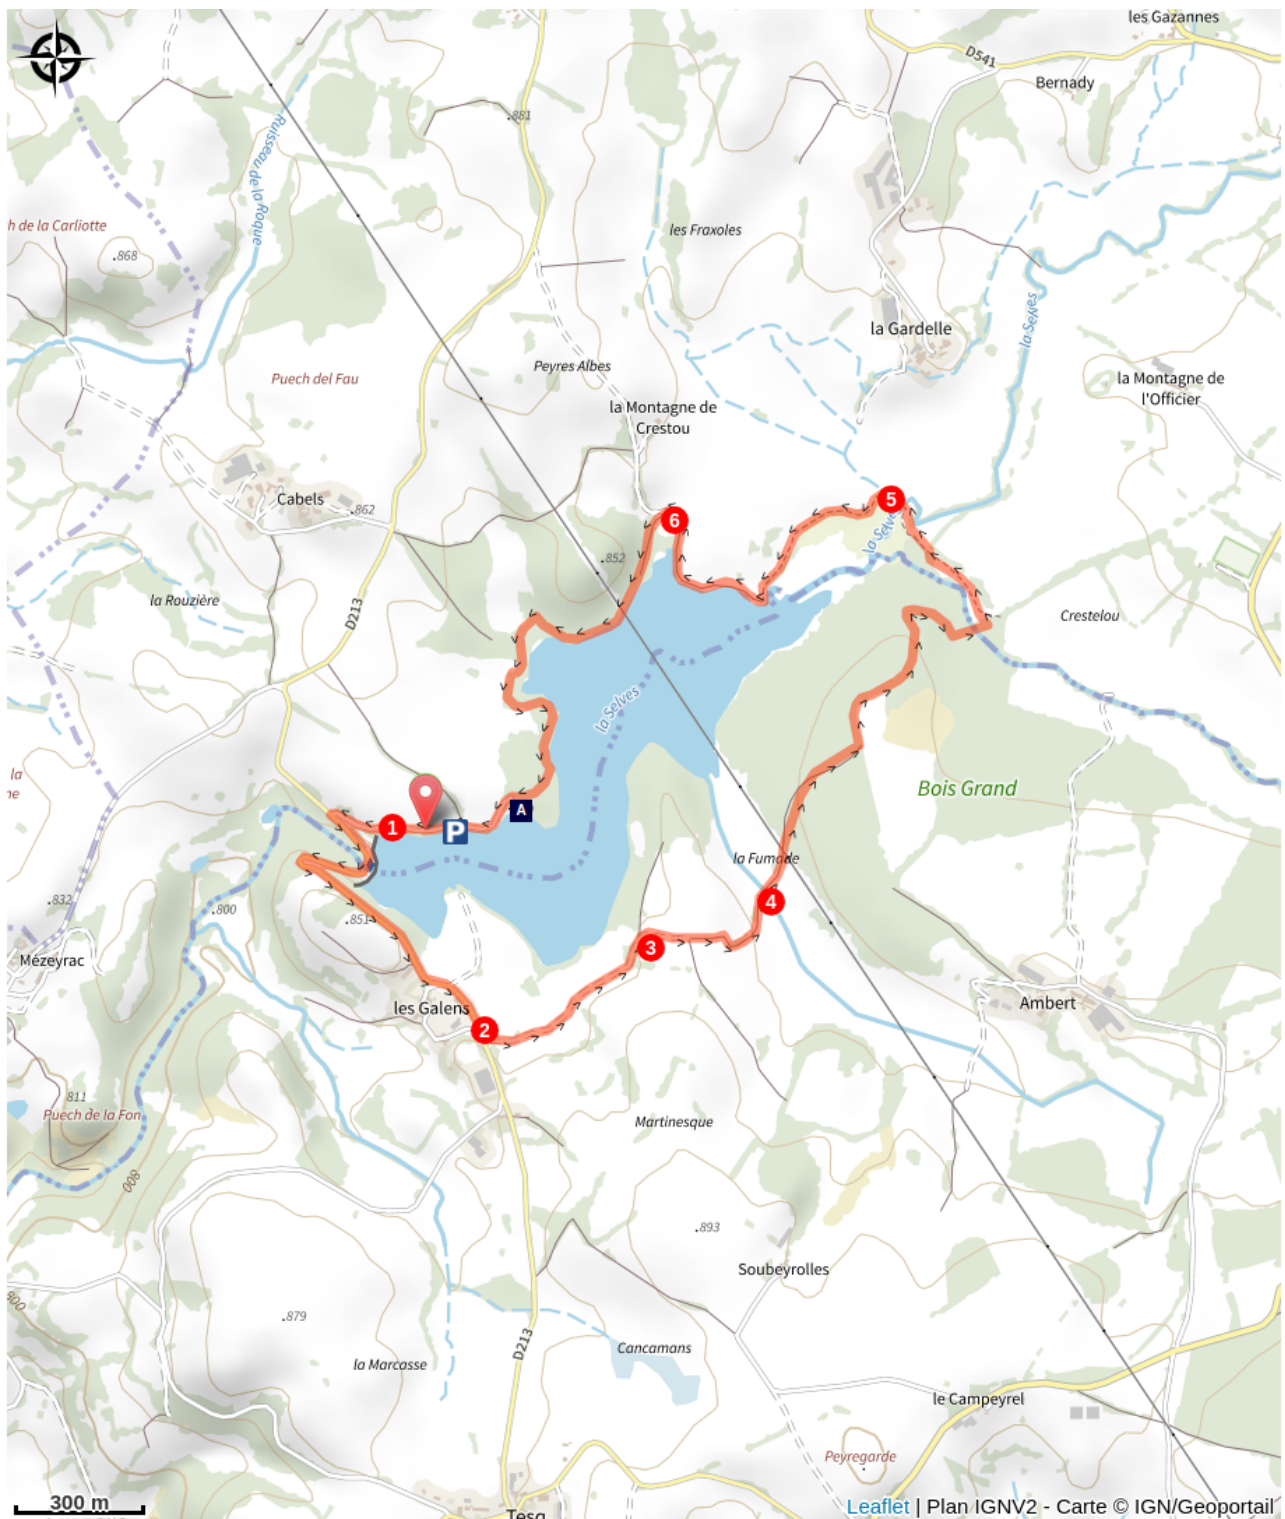 les Gazannes
D541
Bernady
881
Ruisseau de la Roque
h de la Carliotte
868
les Fraxoles
la Selves
la Gardelle
Peyres Albes
Puech del Fau
la Montagne de
l'Officier
la Montagne de
Crestou
Cabels
862
5
6
la Selves
852
la Rouzière
D213
Crestelou
la Selves
la
ne
Bois Grand
A
1
P
la Fumade
832
800
851
4
3
Mézeyrac
les Galens
Ambert
2
811
Puech de la Fon
Martinesque
800
893
Soubeyrolles
800
879
D213
Cancamans
la Marcasse
le Campeyrel
Peyregarde
300 m
Tesq
Leaflet | Plan IGNV2 - Carte © IGN/Geoportail